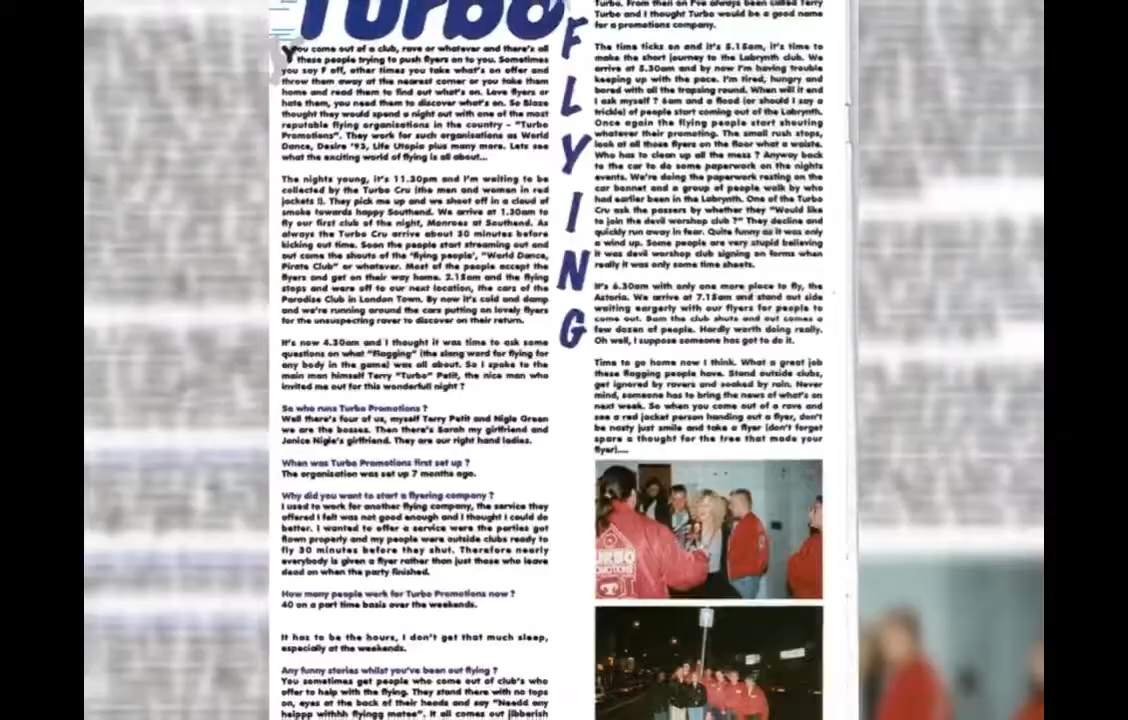 Turbo
You come out of a club, rave or whatever and there's all
these people trying to push flyers on to you. Sometimes
you say F off, other times you take what's on offer and
throw them away at the nearest corner or you take them
home and read them to find out what's on. Love flyers or
hate them, you need them to discover what's on. So Blaze
thought they would spend a night out with one of the most
reputable flying organisations in the country - "Turbo
Promotions". They work for such organisations as World
Dance, Desire '93, Life Utopia plus many more. Lets see
what the exciting world of flying is all about...
The nights young, it's 11.30pm and I'm waiting to be
collected by the Turbo Cru (the men and women in red
jackets !). They pick me up and we shoot off in a cloud of
smoke towards happy Southend. We arrive at 1.30am to
fly our first club of the night, Monroes at Southend. As
always the Turbo Cru arrive about 30 minutes before
kicking out time. Soon the people start streaming out and
out come the shouts of the 'flying people', "World Dance,
Pirate Club" or whatever. Most of the people accept the
flyers and get on their way home. 2.15am and the flying
stops and were off to our next location, the cars of the
Paradise Club in London Town. By now it's cold and damp
and we're running around the cars putting on lovely flyers
for the unsuspecting raver to discover on their return.
It's now 4.30am and I thought it was time to ask some
questions on what "Flagging" (the slang word for flying for
any body in the game) was all about. So I spoke to the
main man himself Terry "Turbo" Petit, the nice man who
invited me out for this wonderfull night ?
So who runs Turbo Promotions ?
Well there's four of us, myself Terry Petit and Nigle Green
we are the bosses. Then there's Sarah my girlfriend and
Janice Nigle's girlfriend. They are our right hand ladies.
When was Turbo Promotions first set up ?
The organisation was set up 7 months ago.
Why did you want to start a flyering company ?
I used to work for another flying company, the service they
offered I felt was not good enough and I thought I could do
better. I wanted to offer a service were the parties got
flown properly and my people were outside clubs ready to
fly 30 minutes before they shut. Therefore nearly
everybody is given a flyer rather than just those who leave
dead on when the party finished.
How many people work for Turbo Promotions now ?
40 on a part time basis over the weekends.
It has to be the hours, I don't get that much sleep,
especially at the weekends.
Any funny stories whilst you've been out flying ?
You sometimes get people who come out of club's who
offer to help with the flying. They stand there with no tops
on, eyes at the back of their heads and say "Needd any
heippp withhh flyingg matee". It all comes out jibberish
FLYING
Turbo. From then on I've always been called Terry
Turbo and I thought Turbo would be a good name
for a promotions company.
The time ticks on and it's 5.15am, it's time to
make the short journey to the Labrynth club. We
arrive at 5.30am and by now I'm having trouble
keeping up with the pace. I'm tired, hungry and
bored with all the trapsing round. When will it end
I ask myself ? 6am and a flood (or should I say a
trickle) of people start coming out of the Labrynth.
Once again the flying people start shouting
whatever their promoting. The small rush stops,
look at all those flyers on the floor what a waiste.
Who has to clean up all the mess ? Anyway back
to the car to do some paperwork on the nights
events. We're doing the paperwork resting on the
car bonnet and a group of people walk by who
had earlier been in the Labrynth. One of the Turbo
Cru ask the passers by whether they "Would like
to join the devil worshop club ?" They decline and
quickly run away in fear. Quite funny as it was only
a wind up. Some people are very stupid believing
it was devil worshop club signing on forms when
really it was only some time sheets.
It's 6.30am with only one more place to fly, the
Astoria. We arrive at 7.15am and stand out side
waiting eargerly with our flyers for people to
come out. 8am the club shuts and out comes a
few dozen of people. Hardly worth doing really.
Oh well, I suppose someone has got to do it.
Time to go home now I think. What a great job
these flagging people have. Stand outside clubs,
get ignored by ravers and soaked by rain. Never
mind, someone has to bring the news of what's on
next week. So when you come out of a rave and
see a red jacket person handing out a flyer, don't
be nasty just smile and take a flyer (don't forget
spare a thought for the tree that made your
flyer)....
TURBO
PROMOTIONS